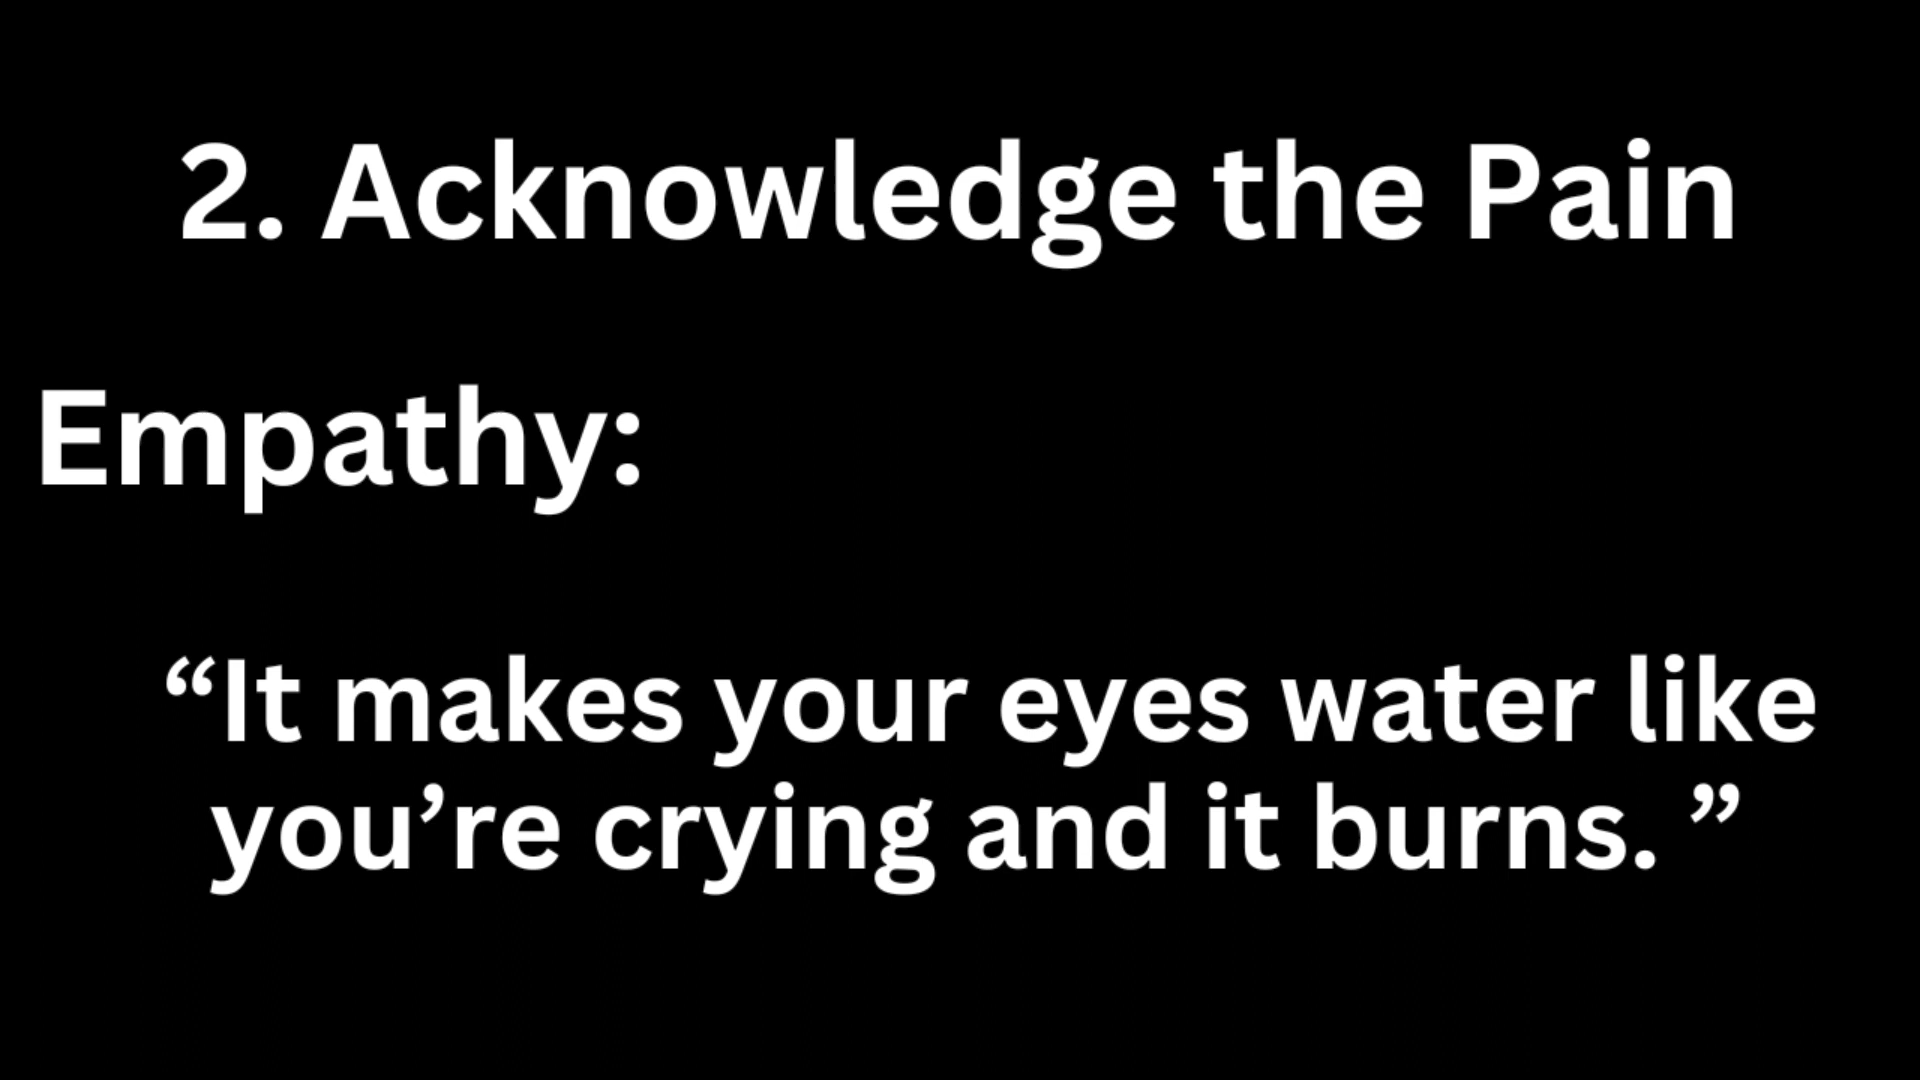 2. Acknowledge the Pain
Empathy:
“It makes your eyes water like
you’re crying and it burns. ”